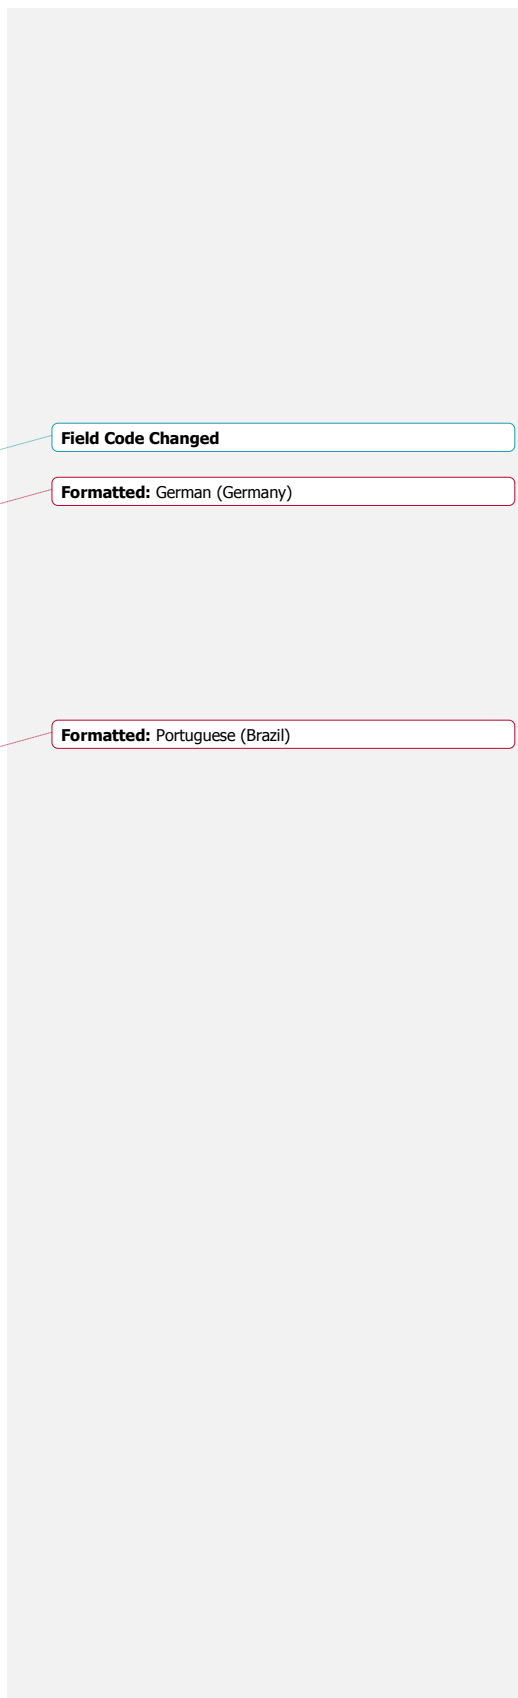 Field Code Changed
Formatted: German (Germany)
Formatted: Portuguese (Brazil)